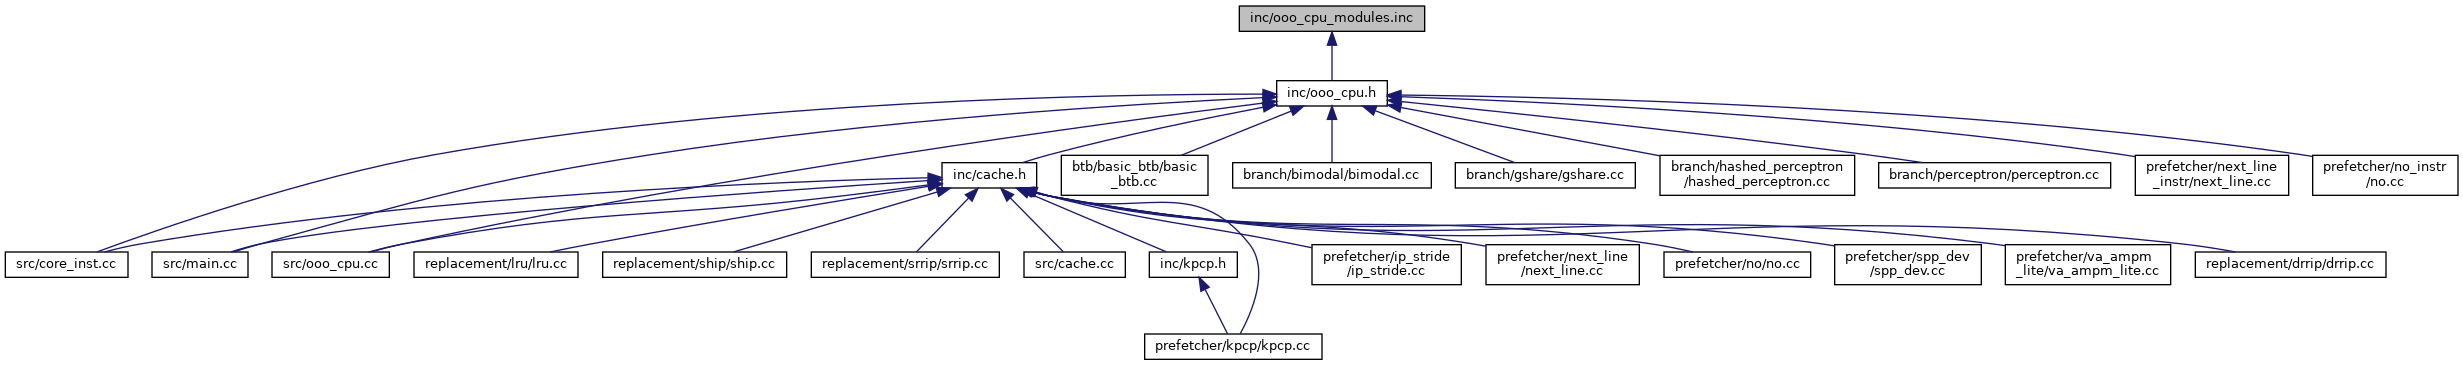 inc/ooo_cpu_modules.inc
inc/ooo_cpu.h
inc/cache.h
btb/basic_btb/basic
_btb.cc
branch/bimodal/bimodal.cc
branch/gshare/gshare.cc
branch/hashed_perceptron
/hashed_perceptron.cc
branch/perceptron/perceptron.cc
prefetcher/next_line
_instr/next_line.cc
prefetcher/no_instr
/no.cc
src/core_inst.cc
src/main.cc
src/ooo_cpu.cc
replacement/lru/lru.cc
replacement/ship/ship.cc
replacement/srrip/srrip.cc
src/cache.cc
inc/kpcp.h
prefetcher/ip_stride
/ip_stride.cc
prefetcher/next_line
/next_line.cc
prefetcher/no/no.cc
prefetcher/spp_dev
/spp_dev.cc
prefetcher/va_ampm
_lite/va_ampm_lite.cc
replacement/drrip/drrip.cc
prefetcher/kpcp/kpcp.cc